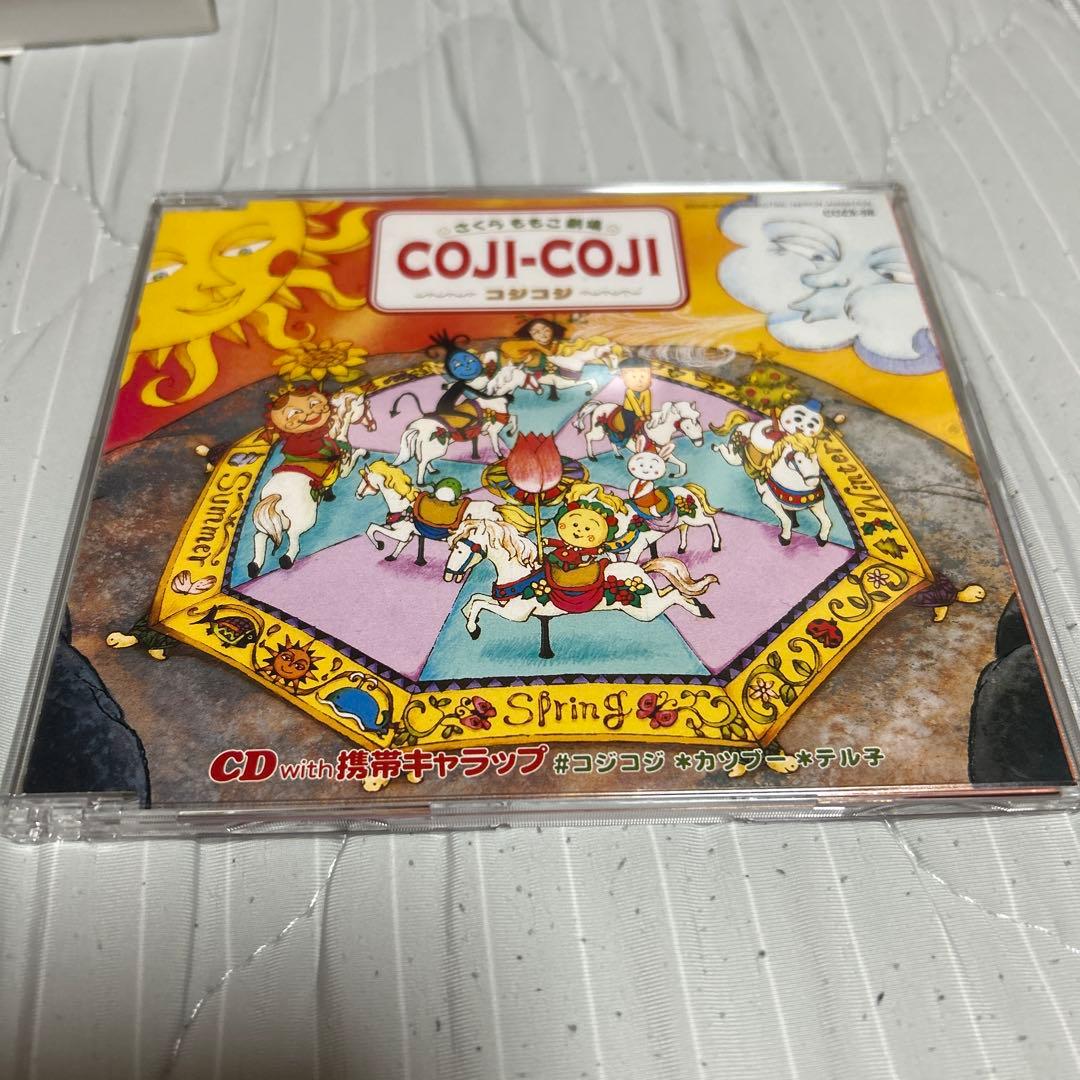 さくらももこ劇場
COJI-COJI
コジコジ
Summer
Winter
Spring
CD with 携帯キャラップ #コジコジ *カツブー *テル子